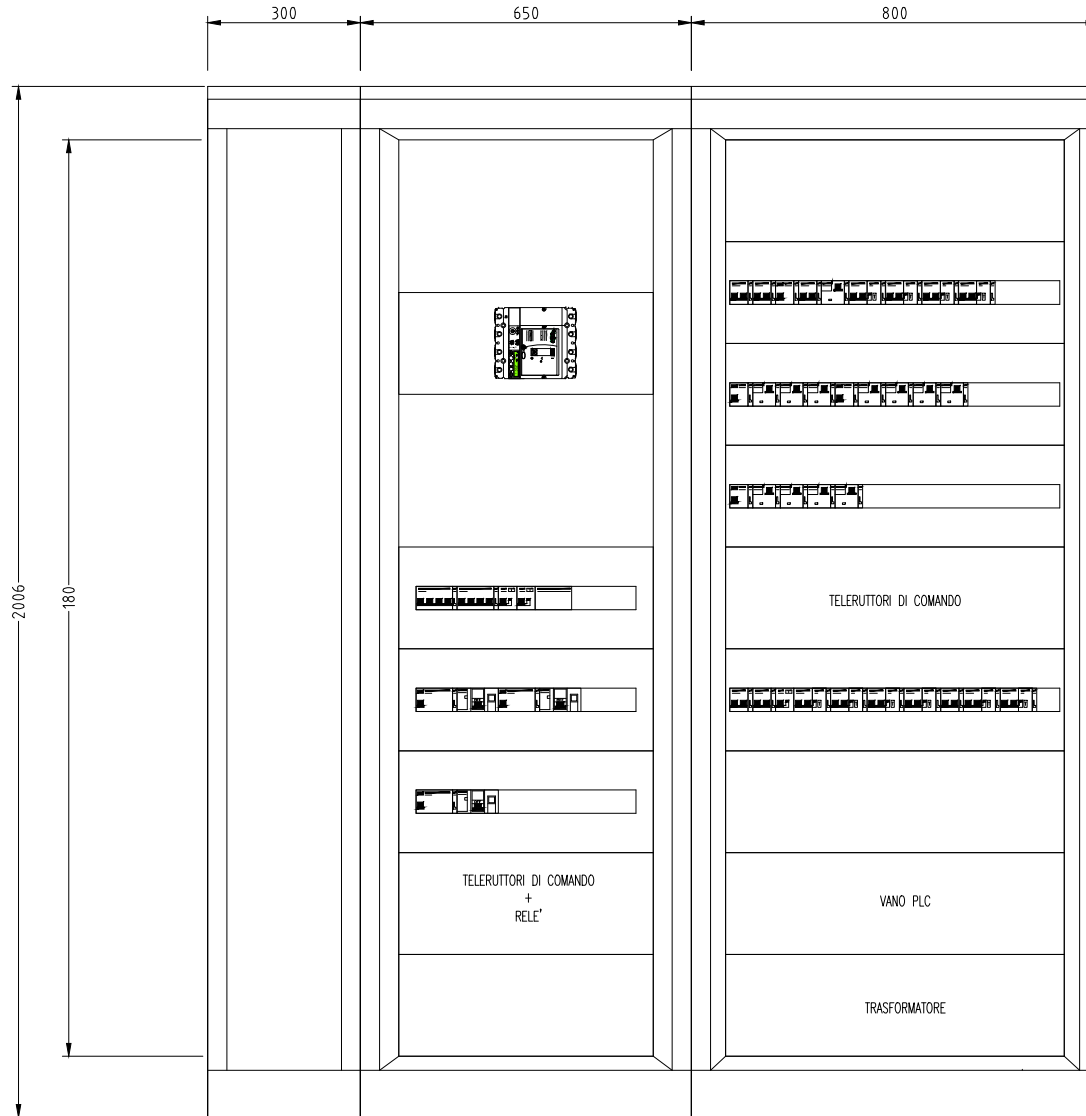 300
650
800
2006
180
TELERUTTORI DI COMANDO
TELERUTTORI DI COMANDO
+
RELE'
VANO PLC
TRASFORMATORE